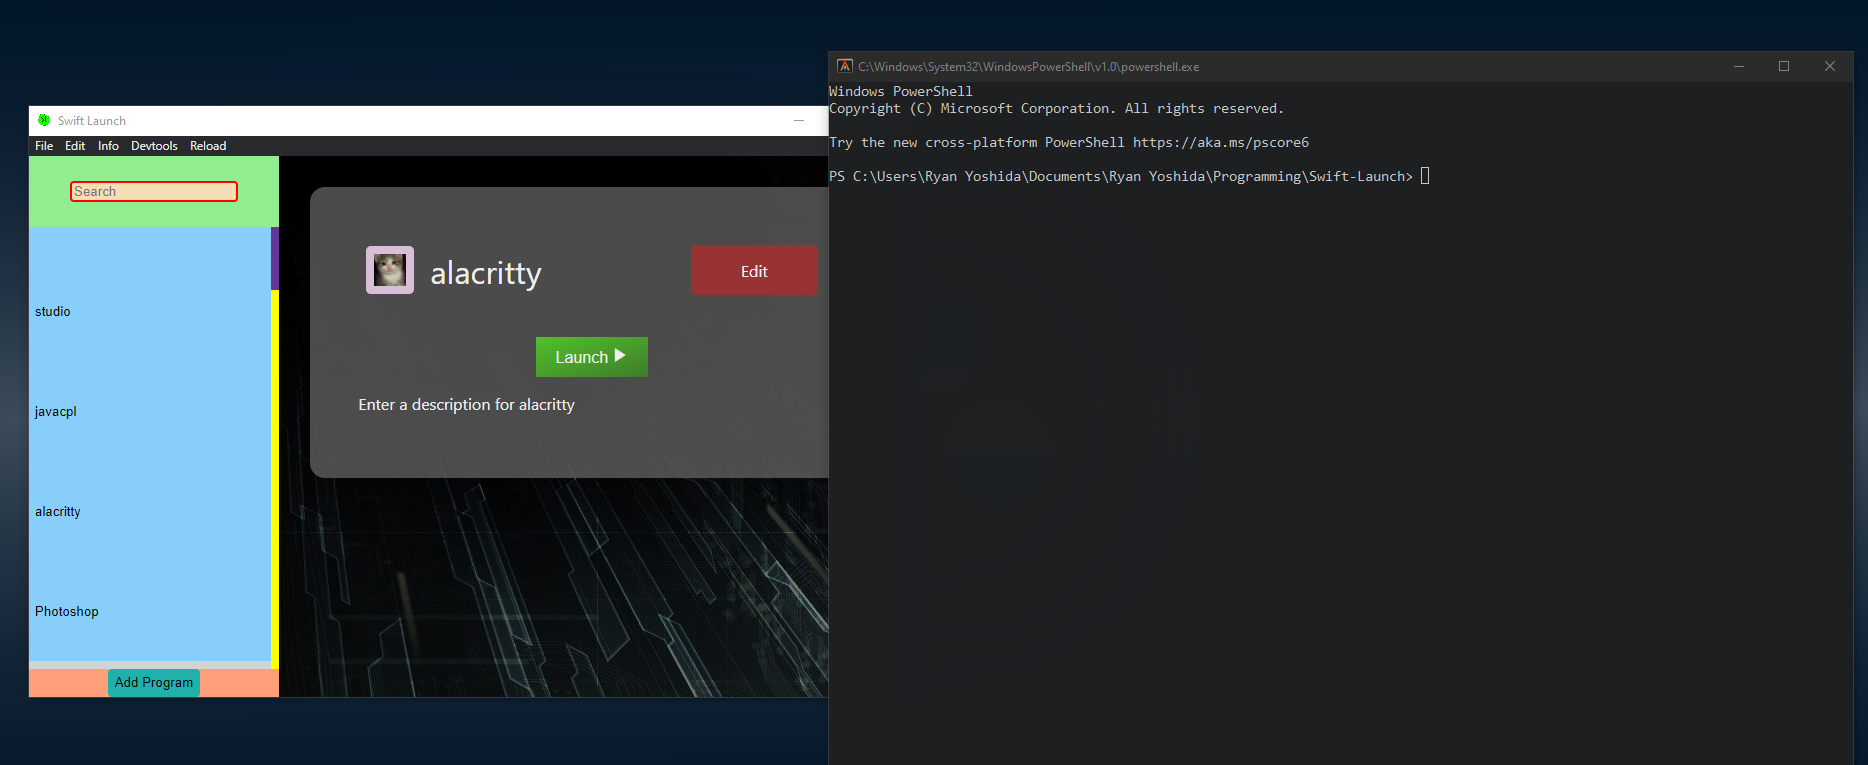 Swift Launch
File Edit Info Devtools Reload
Search
studio
javacpl
alacritty
Photoshop
Add Program
alacritty
Edit
Launch
Enter a description for alacritty
C:\Windows\System32\WindowsPowerShell\v1.0\powershell.exe
Windows PowerShell
Copyright (C) Microsoft Corporation. All rights reserved.
Try the new cross-platform PowerShell https://aka.ms/pscore6
PS C:\Users\Ryan Yoshida\Documents\Ryan Yoshida\Programming\Swift-Launch>